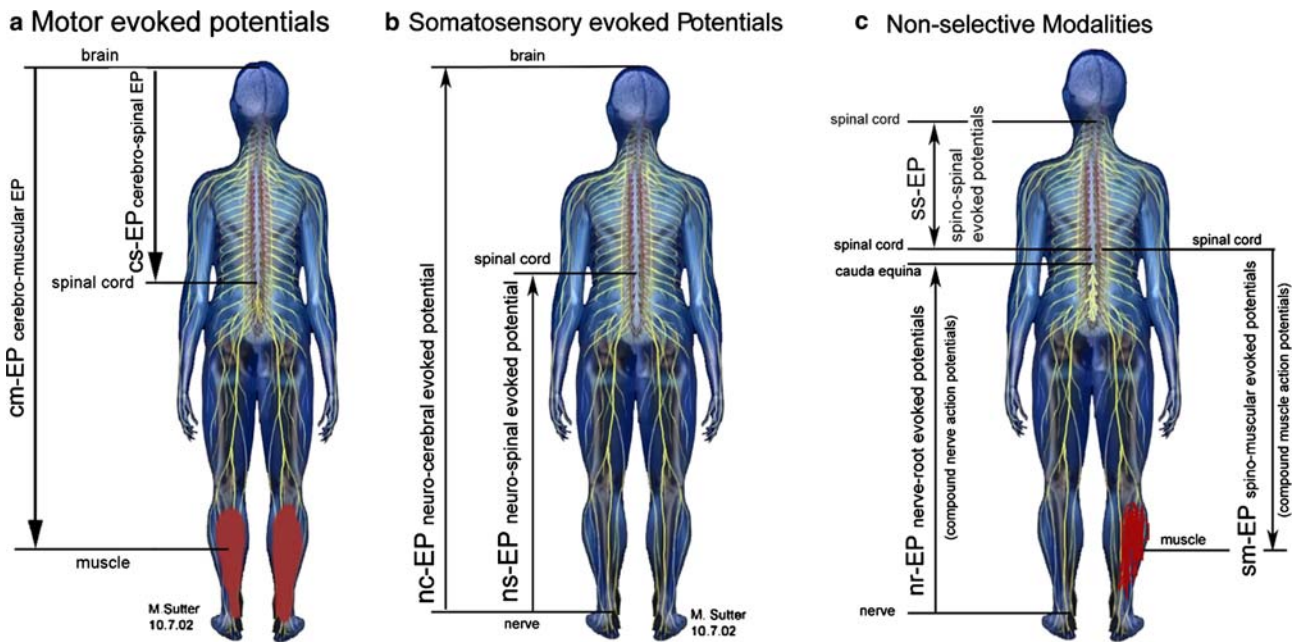 a Motor evoked potentials
brain
cs-EP cerebro-spinal EP
cm-EP cerebro-muscular EP
spinal cord
muscle
M.Sutter
10.7.02
b Somatosensory evoked Potentials
brain
nc-EP neuro-cerebral evoked potential
spinal cord
ns-EP neuro-spinal evoked potential
nerve
M. Sutter
10.7.02
c Non-selective Modalities
spinal cord
ss-EP
spino-spinal
evoked potentials
spinal cord
cauda equina
nr-EP nerve-root evoked potentials
(compound nerve action potentials)
nerve
spinal cord
sm-EP spino-muscular evoked potentials
(compound muscle action potentials)
muscle